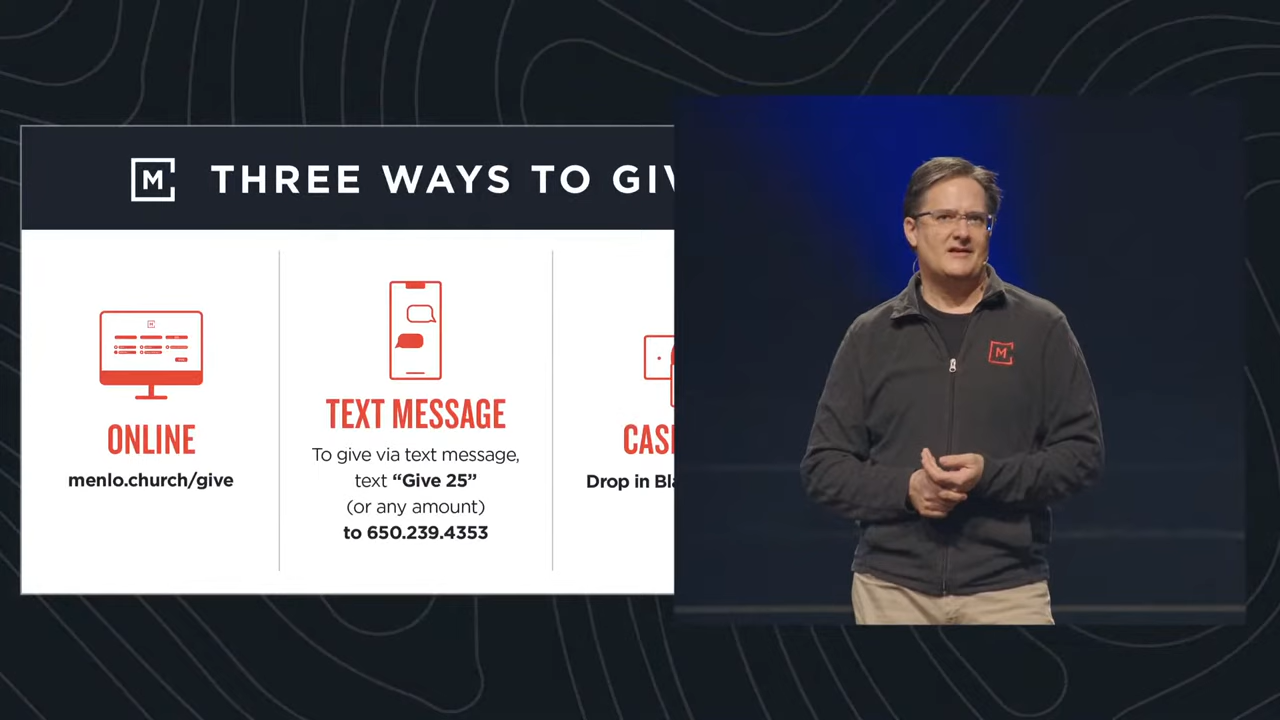 M THREE WAYS TO GIV
ONLINE
menlo.church/give
TEXT MESSAGE
To give via text message,
text “Give 25”
(or any amount)
to 650.239.4353
CAS
Drop in Bla
M